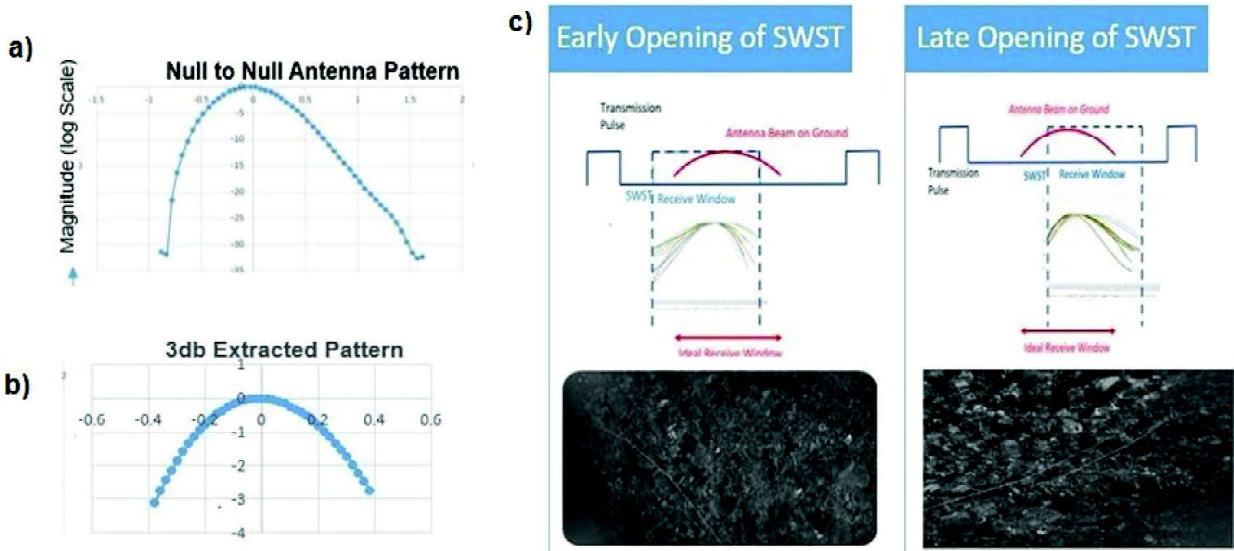 a)
Null to Null Antenna Pattern
-1.5 -1 -0.5 0 0.5 1 1.5 2
0
-5
-10
-15
-20
-25
-30
-35
Magnitude (log Scale)
b)
3db Extracted Pattern
1
0
-0.6 -0.4 -0.2 0 0.2 0.4 0.6
-1
-2
-3
-4
c)
Early Opening of SWST
Transmission
Pulse
Antenna Beam on Ground
SWST Receive Window
Ideal Receive Window
Late Opening of SWST
Antenna Beam on Ground
Transmission
Pulse
SWST Receive Window
Ideal Receive Window